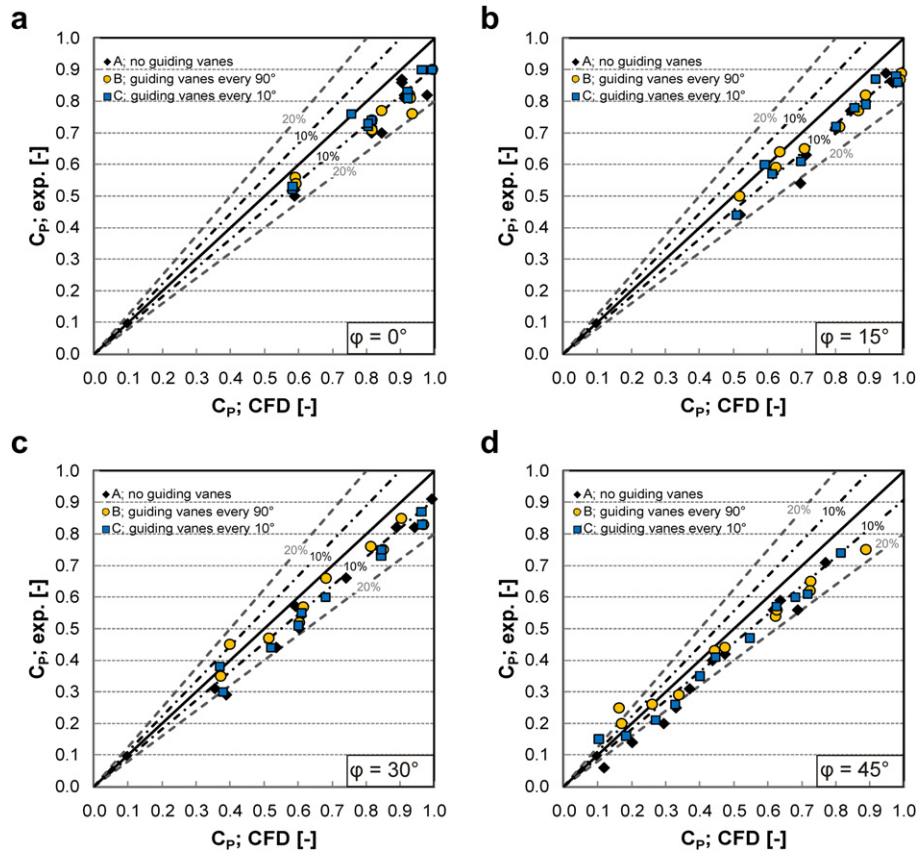 a
1.0
0.9
0.8
0.7
0.6
0.5
0.4
0.3
0.2
0.1
0.0
C_P; exp. [-]
A; no guiding vanes
B; guiding vanes every 90°
C; guiding vanes every 10°
20%
10%
10%
20%
φ = 0°
0.0 0.1 0.2 0.3 0.4 0.5 0.6 0.7 0.8 0.9 1.0
C_P; CFD [-]
b
1.0
0.9
0.8
0.7
0.6
0.5
0.4
0.3
0.2
0.1
0.0
C_P; exp. [-]
A; no guiding vanes
B; guiding vanes every 90°
C; guiding vanes every 10°
20%
10%
10%
20%
φ = 15°
0.0 0.1 0.2 0.3 0.4 0.5 0.6 0.7 0.8 0.9 1.0
C_P; CFD [-]
c
1.0
0.9
0.8
0.7
0.6
0.5
0.4
0.3
0.2
0.1
0.0
C_P; exp. [-]
A; no guiding vanes
B; guiding vanes every 90°
C; guiding vanes every 10°
20%
10%
10%
20%
φ = 30°
0.0 0.1 0.2 0.3 0.4 0.5 0.6 0.7 0.8 0.9 1.0
C_P; CFD [-]
d
1.0
0.9
0.8
0.7
0.6
0.5
0.4
0.3
0.2
0.1
0.0
C_P; exp. [-]
A; no guiding vanes
B; guiding vanes every 90°
C; guiding vanes every 10°
20%
10%
10%
20%
φ = 45°
0.0 0.1 0.2 0.3 0.4 0.5 0.6 0.7 0.8 0.9 1.0
C_P; CFD [-]